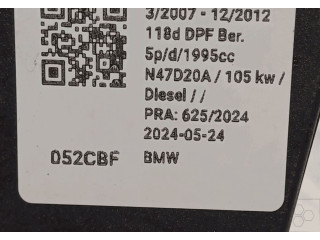 3/2007 - 12/2012
118d DPF Ber.
5p/d/1995cc
N47D20A / 105 kw /
Diesel / /
PRA: 625/2024
2024-05-24
052CBF BMW